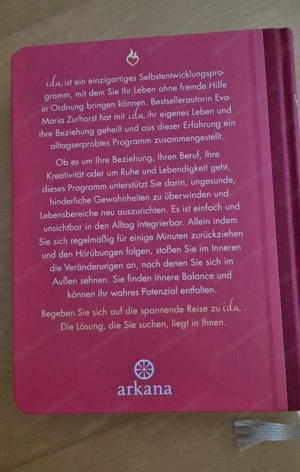 ida ist ein einzigartiges Selbstentwicklungspro-
gramm, mit dem Sie Ihr Leben ohne fremde Hilfe
in Ordnung bringen können. Bestsellerautorin Eva-
Maria Zurhorst hat mit ida ihr eigenes Leben und
ihre Beziehung geheilt und aus dieser Erfahrung ein
alltagserprobtes Programm zusammengestellt.
Ob es um Ihre Beziehung, Ihren Beruf, Ihre
Kreativität oder um Ruhe und Lebendigkeit geht,
dieses Programm unterstützt Sie darin, ungesunde,
hinderliche Gewohnheiten zu überwinden und
Lebensbereiche neu auszurichten. Es ist einfach und
unsichtbar in den Alltag integrierbar. Allein indem
Sie sich regelmäßig für einige Minuten zurückziehen
und den Hörübungen folgen, stoßen Sie im Inneren
die Veränderungen an, nach denen Sie sich im
Außen sehnen. Sie finden innere Balance und
können Ihr wahres Potenzial entfalten.
Begeben Sie sich auf die spannende Reise zu ida.
Die Lösung, die Sie suchen, liegt in Ihnen.
arkana